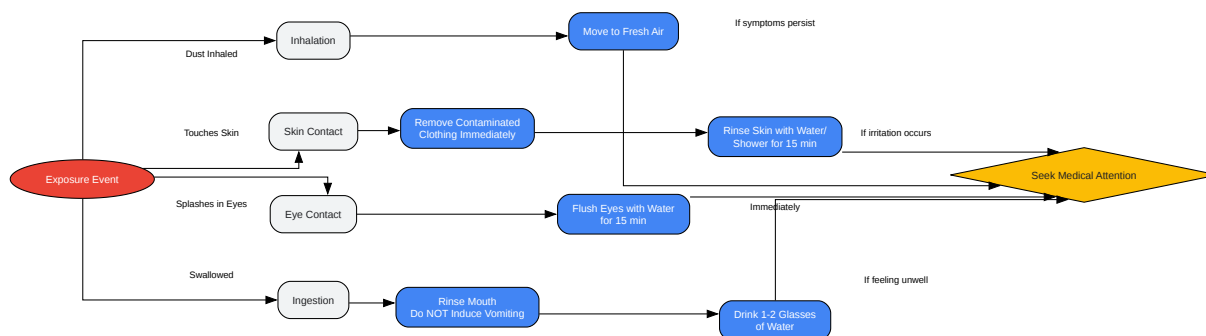 If symptoms persist
Inhalation
Move to Fresh Air
Dust Inhaled
Touches Skin
Skin Contact
Remove Contaminated
Clothing Immediately
Rinse Skin with Water/
Shower for 15 min
If irritation occurs
Exposure Event
Seek Medical Attention
Splashes in Eyes
Eye Contact
Flush Eyes with Water
for 15 min
Immediately
Swallowed
If feeling unwell
Ingestion
Rinse Mouth
Do NOT Induce Vomiting
Drink 1-2 Glasses
of Water